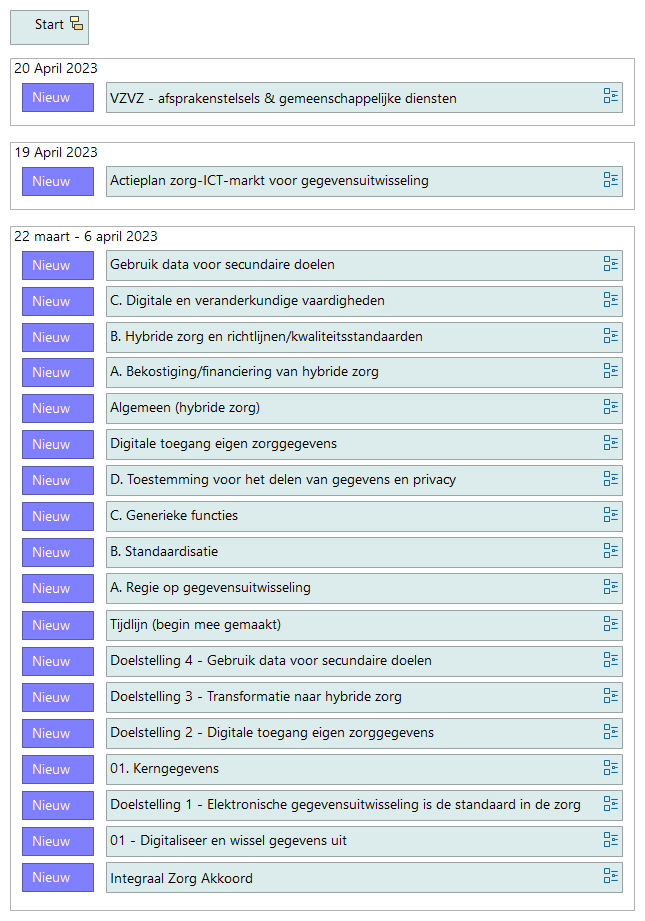 Start
20 April 2023
Nieuw VZVZ - afsprakenstelsels & gemeenschappelijke diensten
19 April 2023
Nieuw Actieplan zorg-ICT-markt voor gegevensuitwisseling
22 maart - 6 april 2023
Nieuw Gebruik data voor secundaire doelen
Nieuw C. Digitale en veranderkundige vaardigheden
Nieuw B. Hybride zorg en richtlijnen/kwaliteitsstandaarden
Nieuw A. Bekostiging/financiering van hybride zorg
Nieuw Algemeen (hybride zorg)
Nieuw Digitale toegang eigen zorggegevens
Nieuw D. Toestemming voor het delen van gegevens en privacy
Nieuw C. Generieke functies
Nieuw B. Standaardisatie
Nieuw A. Regie op gegevensuitwisseling
Nieuw Tijdlijn (begin mee gemaakt)
Nieuw Doelstelling 4 - Gebruik data voor secundaire doelen
Nieuw Doelstelling 3 - Transformatie naar hybride zorg
Nieuw Doelstelling 2 - Digitale toegang eigen zorggegevens
Nieuw 01. Kerngegevens
Nieuw Doelstelling 1 - Elektronische gegevensuitwisseling is de standaard in de zorg
Nieuw 01 - Digitaliseer en wissel gegevens uit
Nieuw Integraal Zorg Akkoord